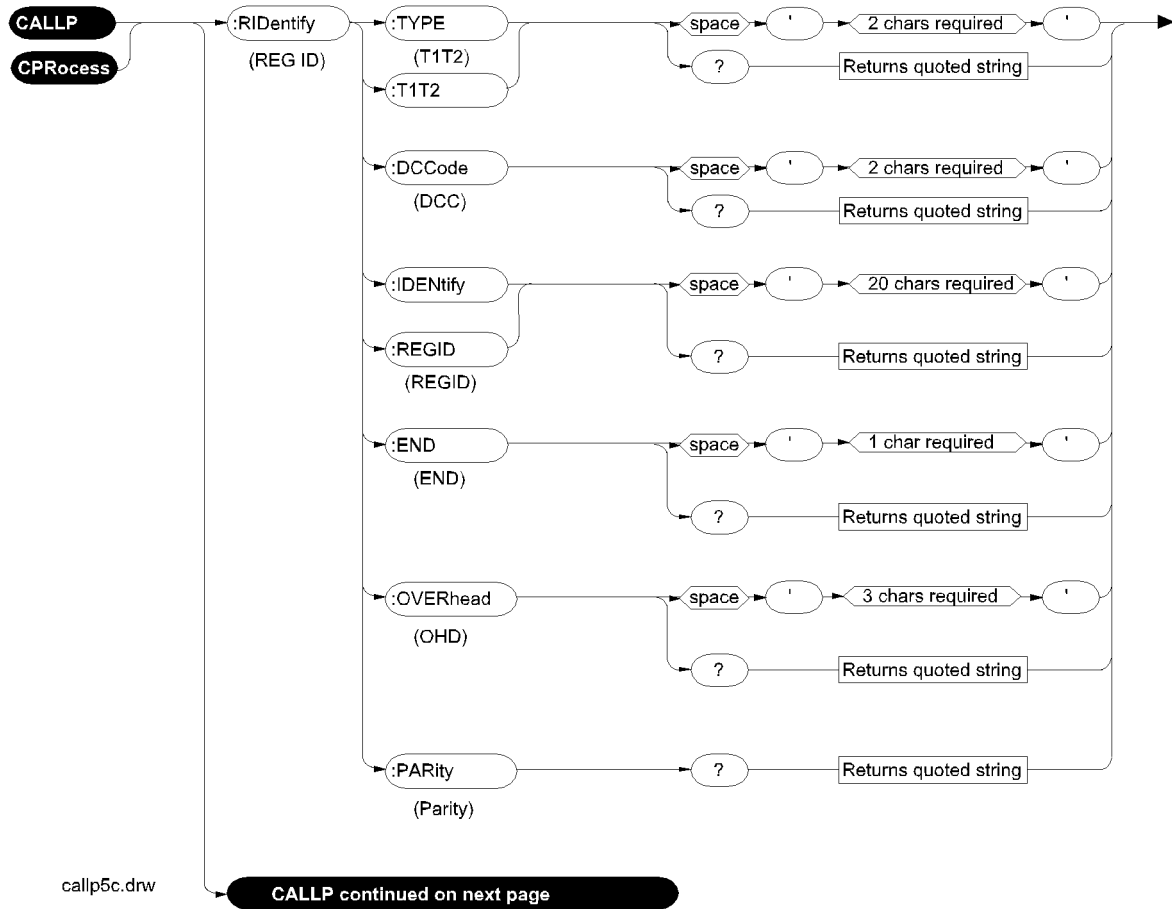 CALLP
CPRocess
:RIDentify
(REG ID)
:TYPE
(T1T2)
:T1T2
space ' 2 chars required '
? Returns quoted string
:DCCode
(DCC)
space ' 2 chars required '
? Returns quoted string
:IDENtify
:REGID
(REGID)
space ' 20 chars required '
? Returns quoted string
:END
(END)
space ' 1 char required '
? Returns quoted string
:OVERhead
(OHD)
space ' 3 chars required '
? Returns quoted string
:PARity
(Parity)
? Returns quoted string
callp5c.drw
CALLP continued on next page